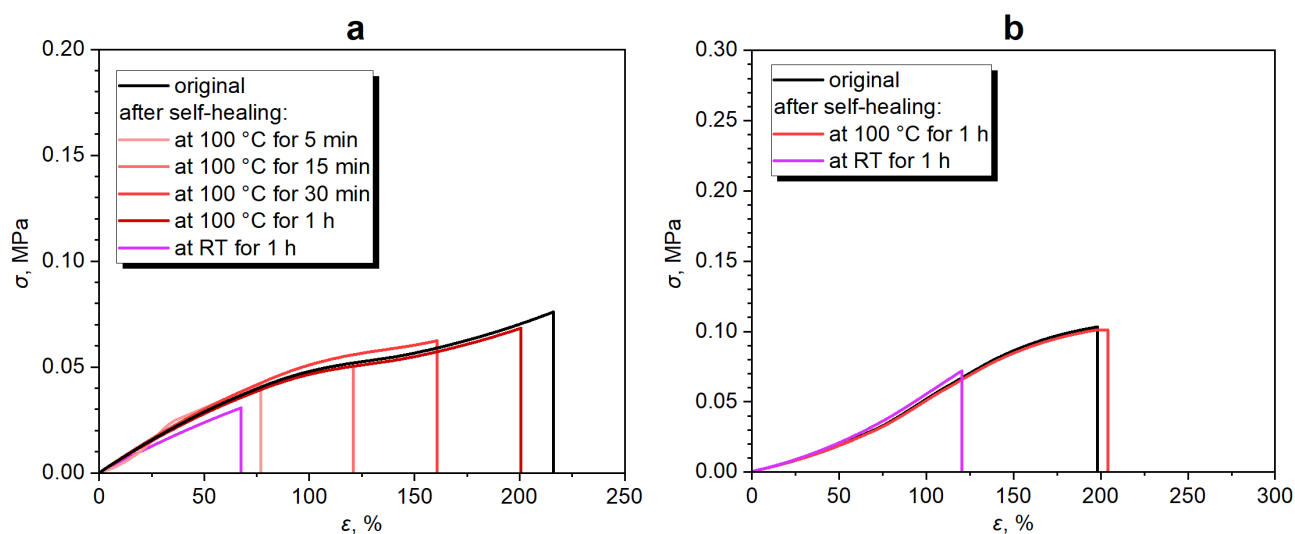 a
0.20
0.15
0.10
0.05
0.00
σ, MPa
original
after self-healing:
at 100 °C for 5 min
at 100 °C for 15 min
at 100 °C for 30 min
at 100 °C for 1 h
at RT for 1 h
0 50 100 150 200 250
ε, %
b
0.30
0.25
0.20
0.15
0.10
0.05
0.00
σ, MPa
original
after self-healing:
at 100 °C for 1 h
at RT for 1 h
0 50 100 150 200 250 300
ε, %